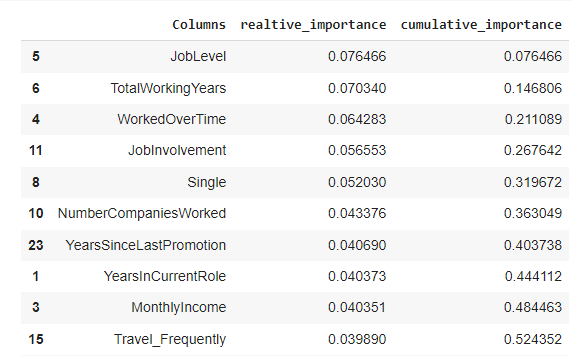 Columns realtive_importance cumulative_importance
5 JobLevel 0.076466 0.076466
6 TotalWorkingYears 0.070340 0.146806
4 WorkedOverTime 0.064283 0.211089
11 JobInvolvement 0.056553 0.267642
8 Single 0.052030 0.319672
10 NumberCompaniesWorked 0.043376 0.363049
23 YearsSinceLastPromotion 0.040690 0.403738
1 YearsInCurrentRole 0.040373 0.444112
3 MonthlyIncome 0.040351 0.484463
15 Travel_Frequently 0.039890 0.524352